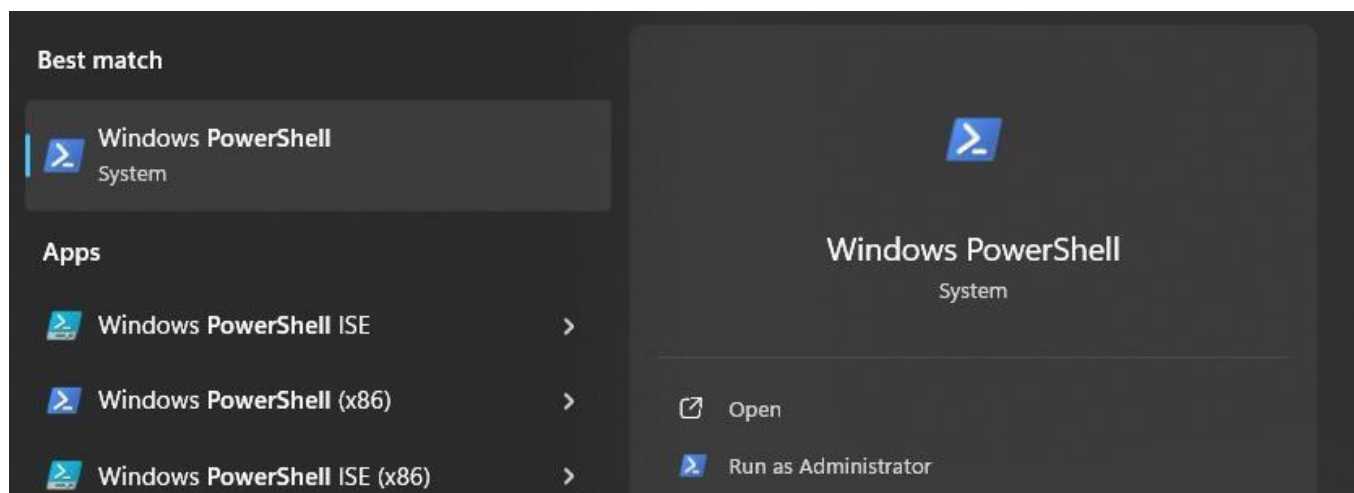 Best match
Windows PowerShell
System
Apps
Windows PowerShell ISE
Windows PowerShell (x86)
Windows PowerShell ISE (x86)
Windows PowerShell
System
Open
Run as Administrator